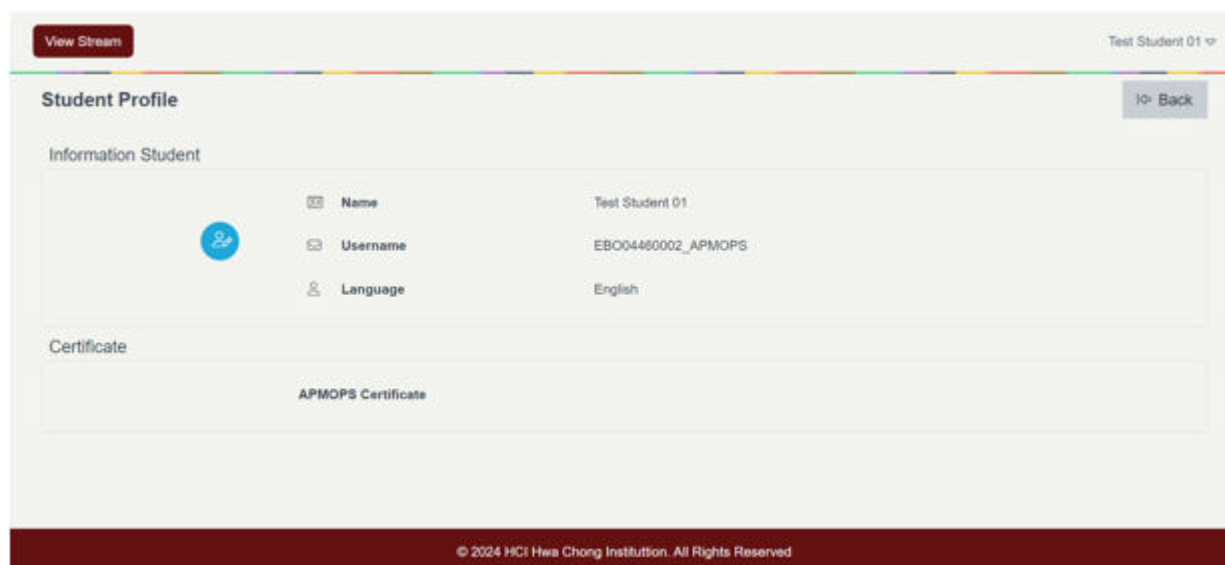 View Stream
Test Student 01
Student Profile
Back
Information Student
Name Test Student 01
Username EBO04460002_APMOPS
Language English
Certificate
APMOPS Certificate
© 2024 HCI Hwa Chong Instituttion. All Rights Reserved